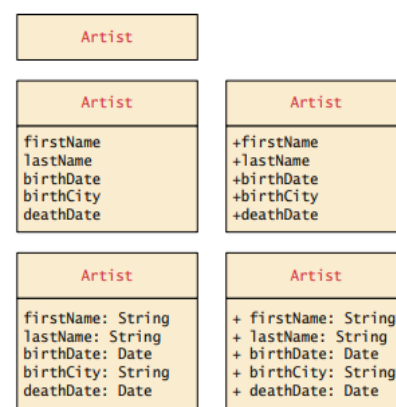 Artist
Artist
firstName
lastName
birthDate
birthCity
deathDate
Artist
+firstName
+lastName
+birthDate
+birthCity
+deathDate
Artist
firstName: String
lastName: String
birthDate: Date
birthCity: String
deathDate: Date
Artist
+ firstName: String
+ lastName: String
+ birthDate: Date
+ birthCity: String
+ deathDate: Date